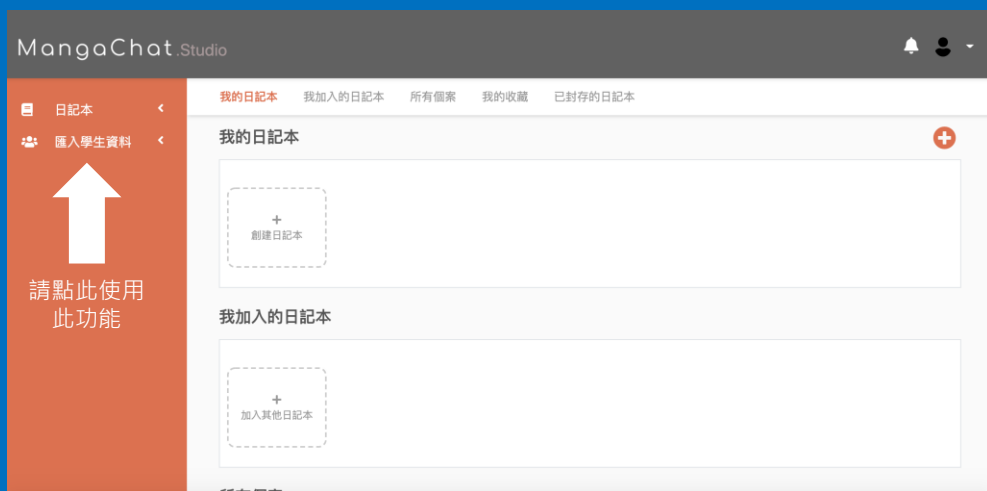 MangaChat.Studio
日記本
匯入學生資料
請點此使用
此功能
我的日記本 我加入的日記本 所有個案 我的收藏 已封存的日記本
我的日記本
+
創建日記本
我加入的日記本
+
加入其他日記本